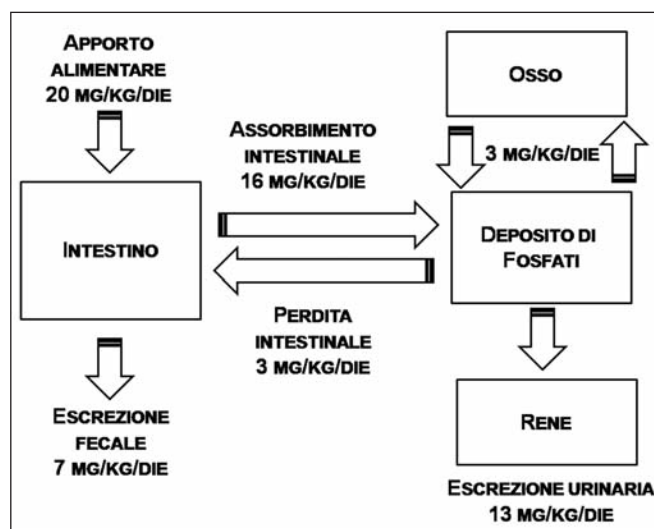 APPORTO
ALIMENTARE
20 MG/KG/DIE
OSSO
ASSORBIMENTO
INTESTINALE
16 MG/KG/DIE
3 MG/KG/DIE
INTESTINO
DEPOSITO DI
FOSFATI
PERDITA
INTESTINALE
3 MG/KG/DIE
ESCREZIONE
FECALE
7 MG/KG/DIE
RENE
ESCREZIONE URINARIA
13 MG/KG/DIE